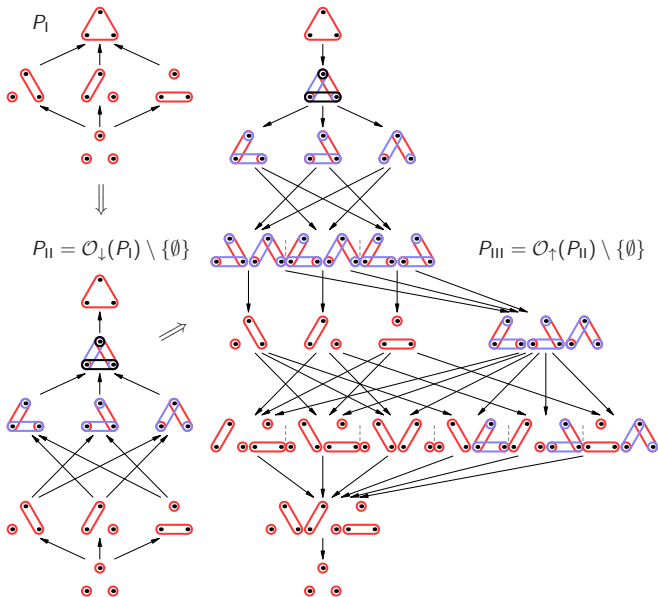 P_I
P_II = O_↓(P_I) \ {∅}
P_III = O_↑(P_II) \ {∅}